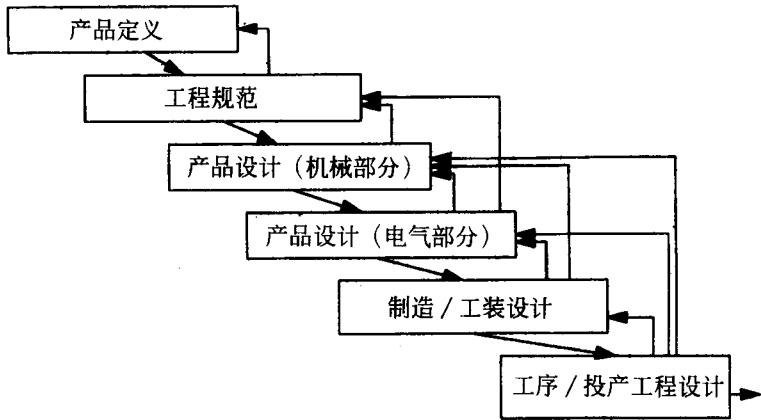 产品定义
工程规范
产品设计（机械部分）
产品设计（电气部分）
制造/工装设计
工序/投产工程设计